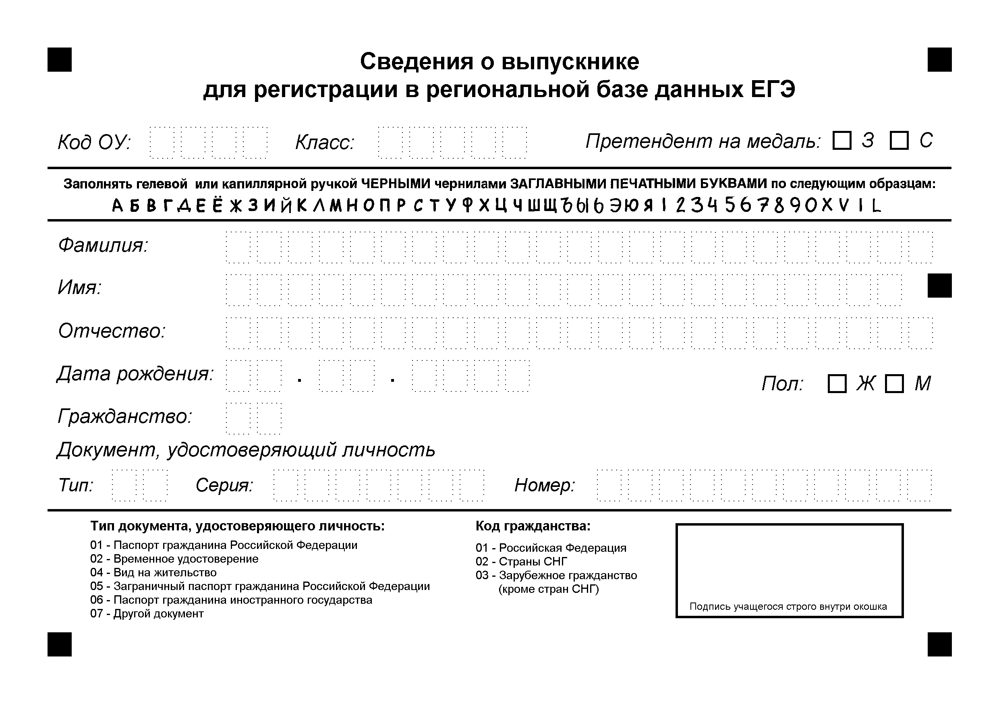 Сведения о выпускнике
для регистрации в региональной базе данных ЕГЭ
Код ОУ: Класс: Претендент на медаль: З С
Заполнять гелевой или капиллярной ручкой ЧЕРНЫМИ чернилами ЗАГЛАВНЫМИ ПЕЧАТНЫМИ БУКВАМИ по следующим образцам:
А Б В Г Д Е Ё Ж З И Й К Л М Н О П Р С Т У Ф Х Ц Ч Ш Щ Ъ Ы Ь Э Ю Я 1 2 3 4 5 6 7 8 9 0 X V I L
Фамилия:
Имя:
Отчество:
Дата рождения: . . Пол: Ж М
Гражданство:
Документ, удостоверяющий личность
Тип: Серия: Номер:
Тип документа, удостоверяющего личность:
01 - Паспорт гражданина Российской Федерации
02 - Временное удостоверение
04 - Вид на жительство
05 - Заграничный паспорт гражданина Российской Федерации
06 - Паспорт гражданина иностранного государства
07 - Другой документ
Код гражданства:
01 - Российская Федерация
02 - Страны СНГ
03 - Зарубежное гражданство
(кроме стран СНГ)
Подпись учащегося строго внутри окошка